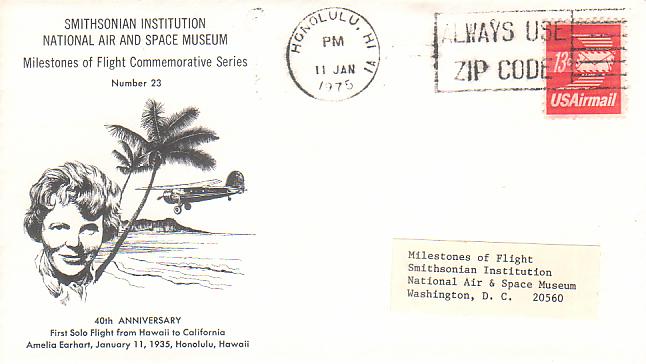 SMITHSONIAN INSTITUTION
NATIONAL AIR AND SPACE MUSEUM
Milestones of Flight Commemorative Series
Number 23
HONOLULU, HI
PM
11 JAN
1975
ALWAYS USE
ZIP CODE
13c
USAirmail
Milestones of Flight
Smithsonian Institution
National Air & Space Museum
Washington, D. C. 20560
40th ANNIVERSARY
First Solo Flight from Hawaii to California
Amelia Earhart, January 11, 1935, Honolulu, Hawaii